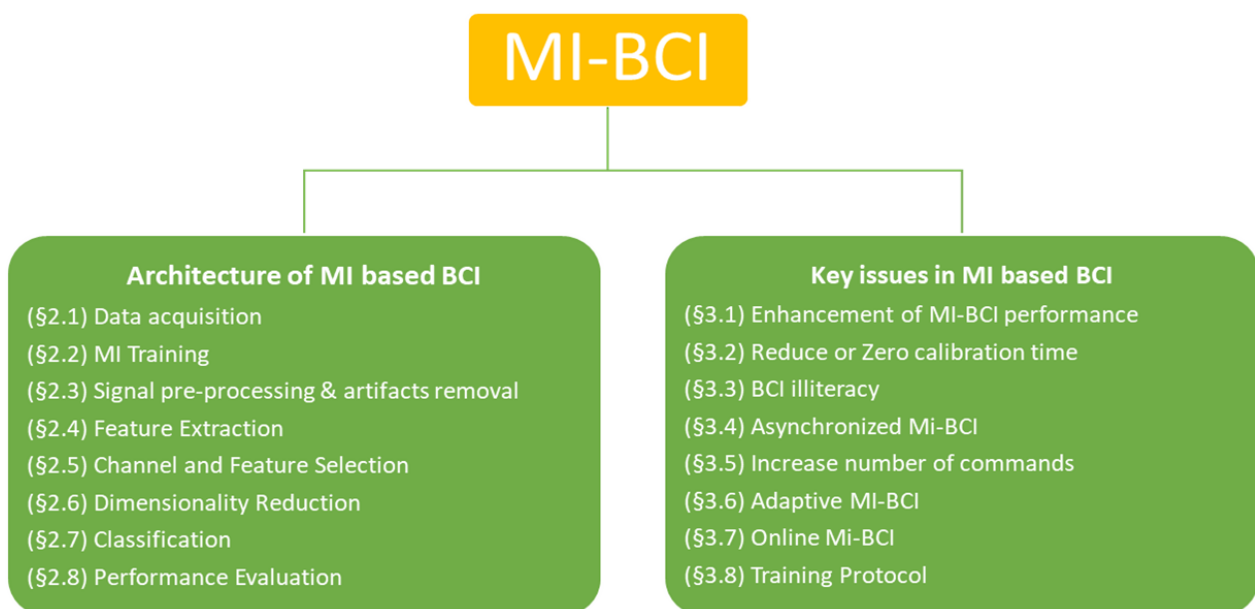 MI-BCI
Architecture of MI based BCI
(§2.1) Data acquisition
(§2.2) MI Training
(§2.3) Signal pre-processing & artifacts removal
(§2.4) Feature Extraction
(§2.5) Channel and Feature Selection
(§2.6) Dimensionality Reduction
(§2.7) Classification
(§2.8) Performance Evaluation
Key issues in MI based BCI
(§3.1) Enhancement of MI-BCI performance
(§3.2) Reduce or Zero calibration time
(§3.3) BCI illiteracy
(§3.4) Asynchronized Mi-BCI
(§3.5) Increase number of commands
(§3.6) Adaptive MI-BCI
(§3.7) Online Mi-BCI
(§3.8) Training Protocol